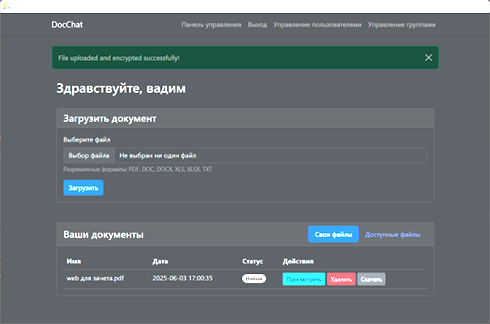 DocChat Панель управления Выход Управление пользователями Управление группами
File uploaded and encrypted successfully!
Здравствуйте, вадим
Загрузить документ
Выберите файл
Выбор файла Не выбран ни один файл
Разрешенные форматы: PDF, DOC, DOCX, XLS, XLSX, TXT
Загрузить
Ваши документы Свои файлы Доступные файлы
Имя Дата Статус Действия
web для зачета.pdf 2025-06-03 17:00:35 Просмотреть Удалить Скачать